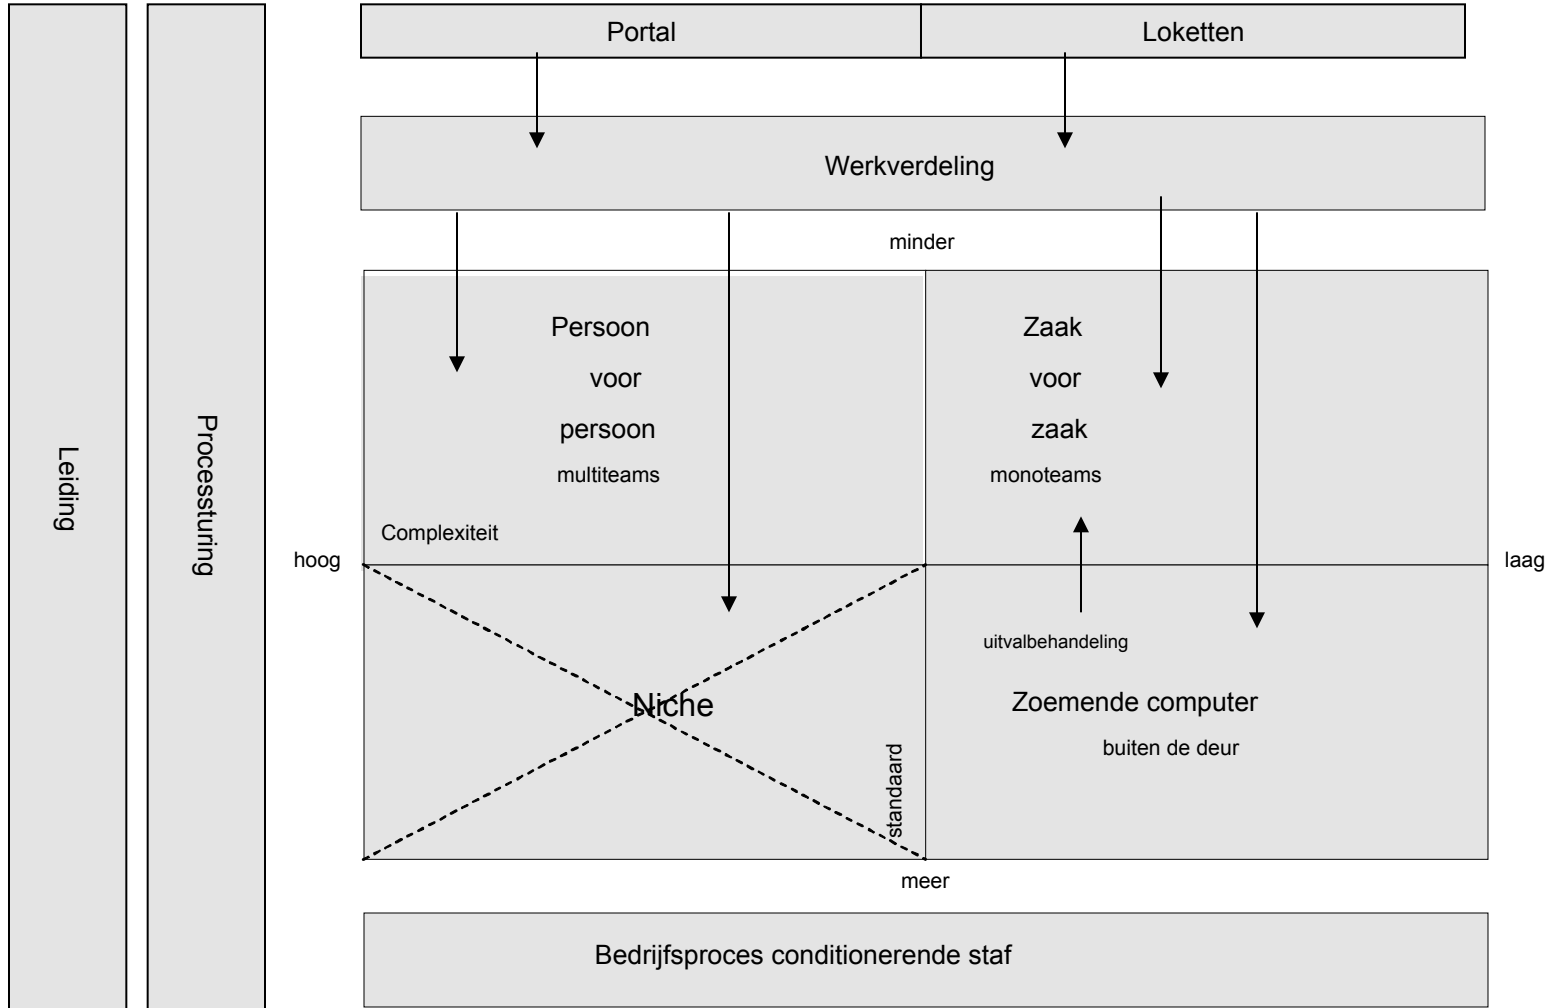 Portal
Loketten
Werkverdeling
minder
Persoon
voor
persoon
multiteams
Zaak
voor
zaak
monoteams
Leiding
Processturing
Complexiteit
hoog
laag
uitvalbehandeling
Niche
Zoemende computer
buiten de deur
standaard
meer
Bedrijfsproces conditionerende staf